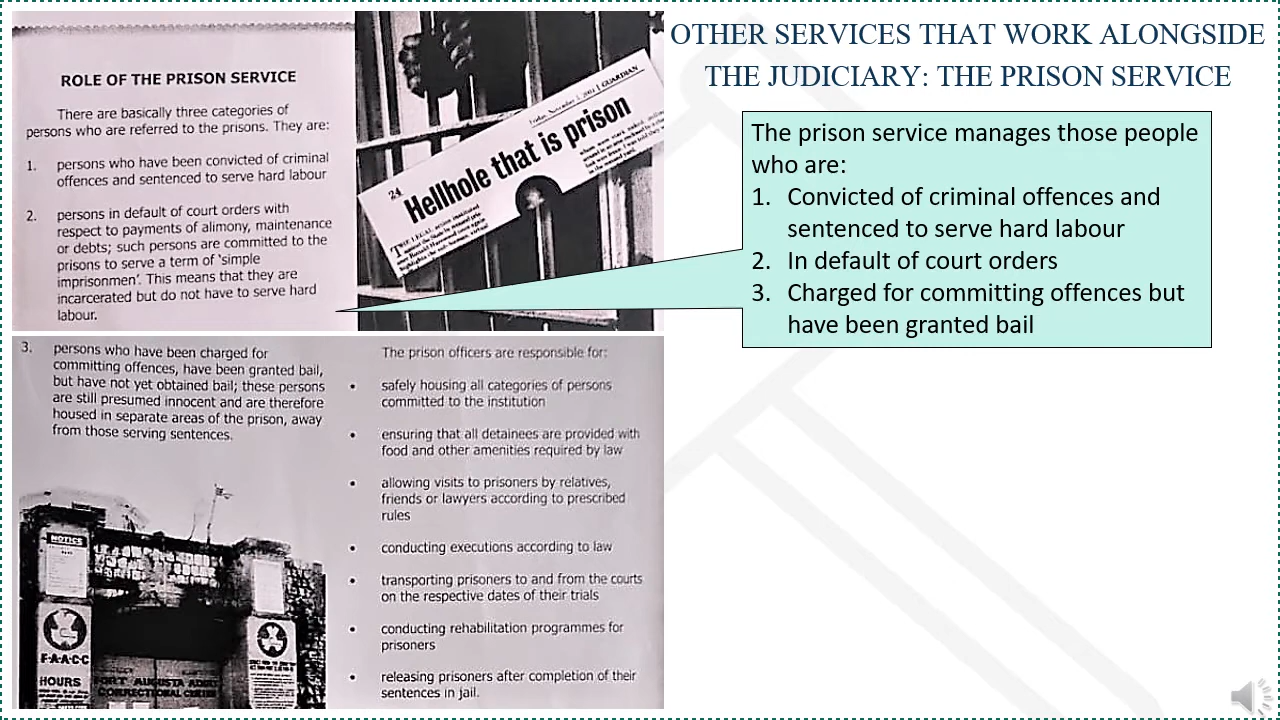 OTHER SERVICES THAT WORK ALONGSIDE
THE JUDICIARY: THE PRISON SERVICE
ROLE OF THE PRISON SERVICE
There are basically three categories of
persons who are referred to the prisons. They are:
1. persons who have been convicted of criminal
offences and sentenced to serve hard labour
2. persons in default of court orders with
respect to payments of alimony, maintenance
or debts; such persons are committed to the
prisons to serve a term of ‘simple
imprisonmen’. This means that they are
incarcerated but do not have to serve hard
labour.
Friday, November 2, 2001 | GUARDIAN
24
Hellhole that is prison
The prison service manages those people
who are:
1. Convicted of criminal offences and
sentenced to serve hard labour
2. In default of court orders
3. Charged for committing offences but
have been granted bail
3. persons who have been charged for
committing offences, have been granted bail,
but have not yet obtained bail; these persons
are still presumed innocent and are therefore
housed in separate areas of the prison, away
from those serving sentences.
NOTICE
F·A·A·C·C
HOURS
FORT AUGUSTA ADULT
CORRECTIONAL
The prison officers are responsible for:
• safely housing all categories of persons
committed to the institution
• ensuring that all detainees are provided with
food and other amenities required by law
• allowing visits to prisoners by relatives,
friends or lawyers according to prescribed
rules
• conducting executions according to law
• transporting prisoners to and from the courts
on the respective dates of their trials
• conducting rehabilitation programmes for
prisoners
• releasing prisoners after completion of their
sentences in jail.